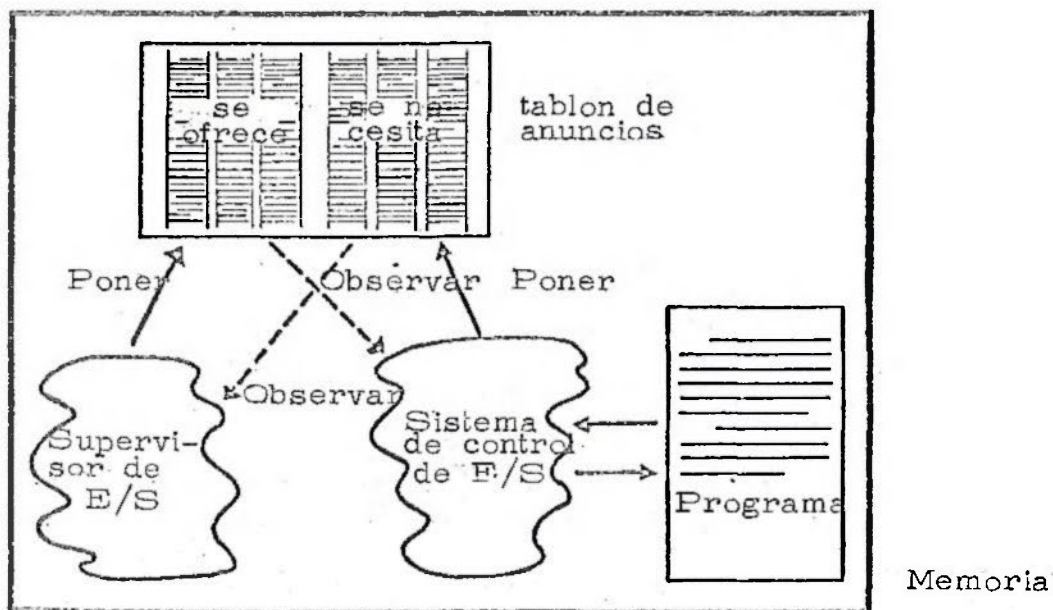 se
ofrece
se ne
cesita
tablon de
anuncios
Poner
Observar
Poner
Observar
Supervi-
sor de
E/S
Sistema
de control
de E/S
Programa
Memoria